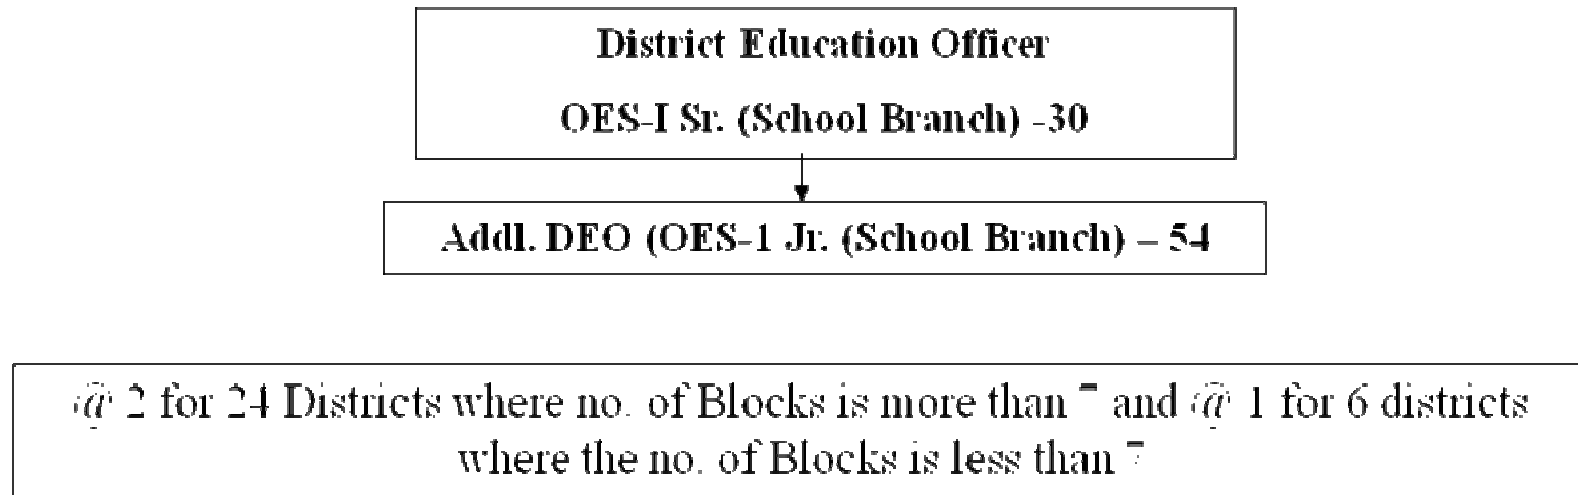 District Education Officer
OES-I Sr. (School Branch) -30
Addl. DEO (OES-1 Jr. (School Branch) – 54
@ 2 for 24 Districts where no. of Blocks is more than 7 and @ 1 for 6 districts
where the no. of Blocks is less than 7